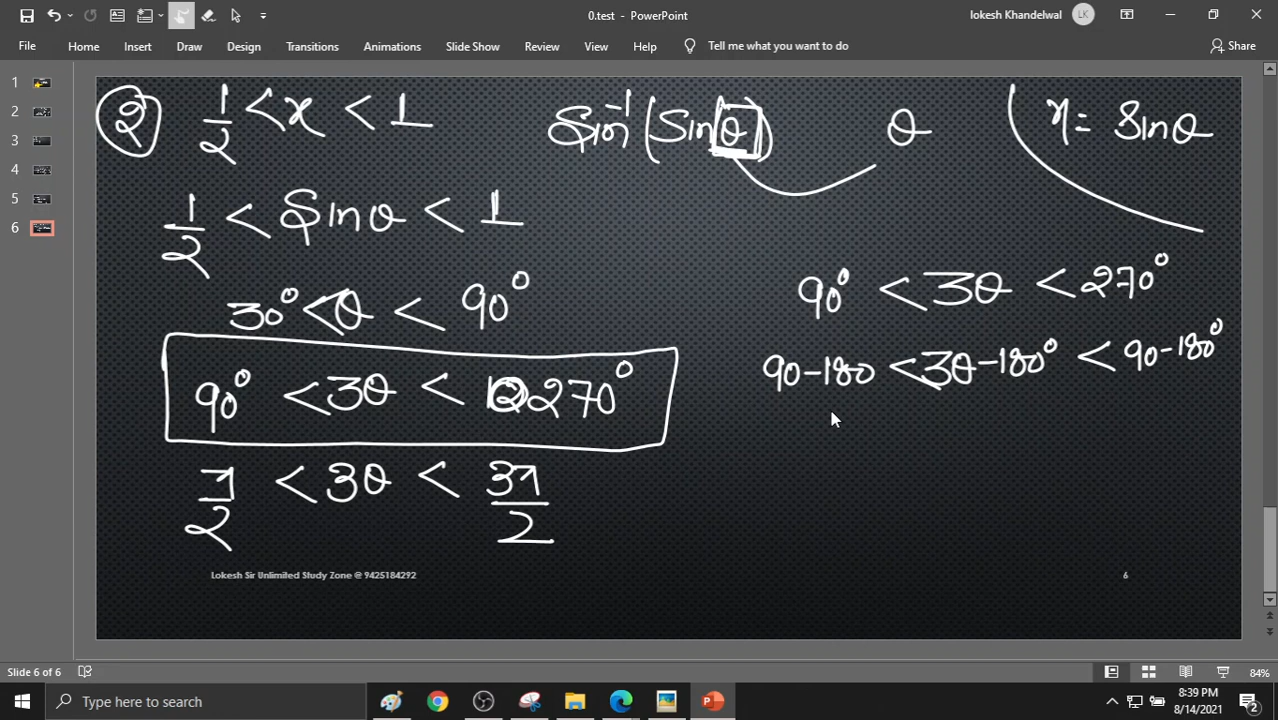 0.test - PowerPoint
lokesh Khandelwal LK
File Home Insert Draw Design Transitions Animations Slide Show Review View Help Tell me what you want to do Share
1
2
3
4
5
6
② 1/2 < x < 1 Sin⁻¹(Sinθ) θ x = Sinθ
1/2 < Sinθ < 1
30° < θ < 90°
90° < 3θ < 270°
π/2 < 3θ < 3π/2
90° < 3θ < 270°
90-180 < 3θ-180° < 90-180°
Lokesh Sir Unlimited Study Zone @ 9425184292 6
Slide 6 of 6 84%
Type here to search
8:39 PM
8/14/2021
2